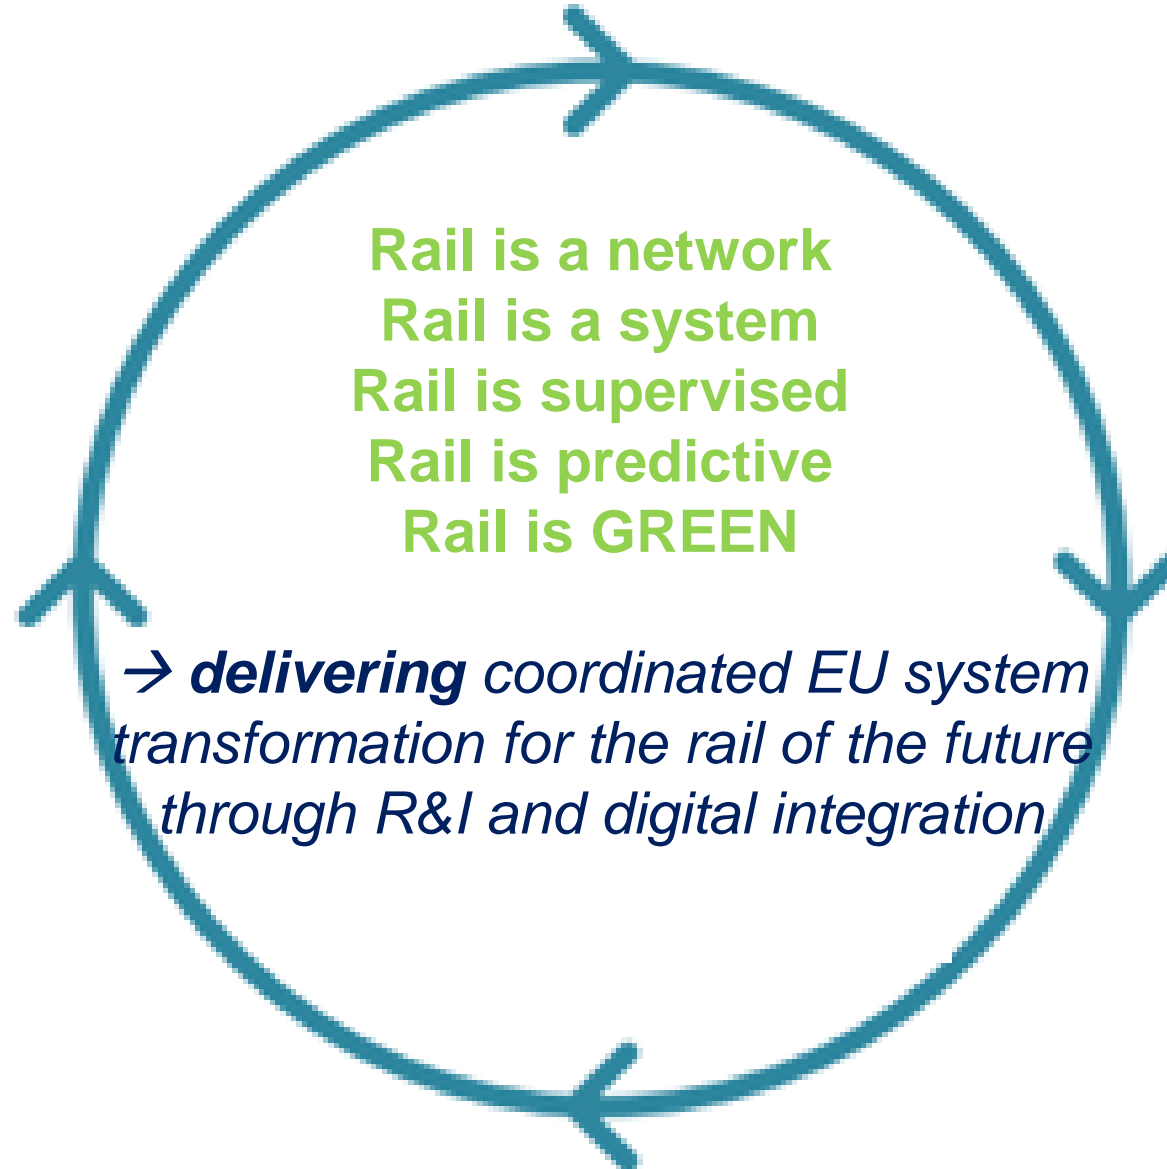 Rail is a network
Rail is a system
Rail is supervised
Rail is predictive
Rail is GREEN
→ delivering coordinated EU system
transformation for the rail of the future
through R&I and digital integration